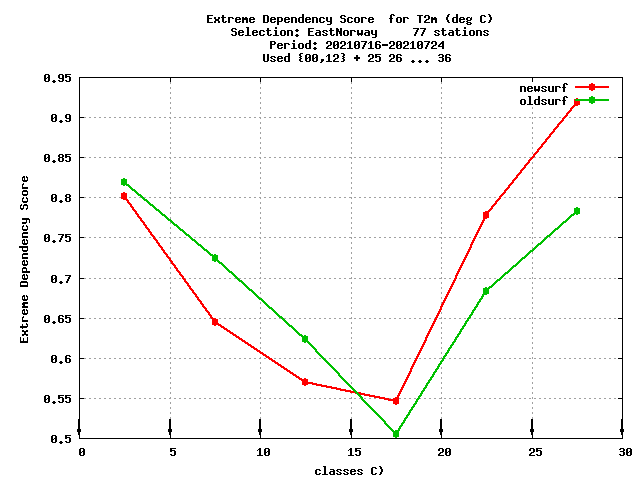 Extreme Dependency Score  for T2m (deg C)
Selection: EastNorway     77 stations
Period: 20210716-20210724
Used {00,12} + 25 26 ... 36
0.95
0.9
0.85
0.8
0.75
0.7
0.65
0.6
0.55
0.5
Extreme Dependency Score
newsurf
oldsurf
0 5 10 15 20 25 30
classes C)